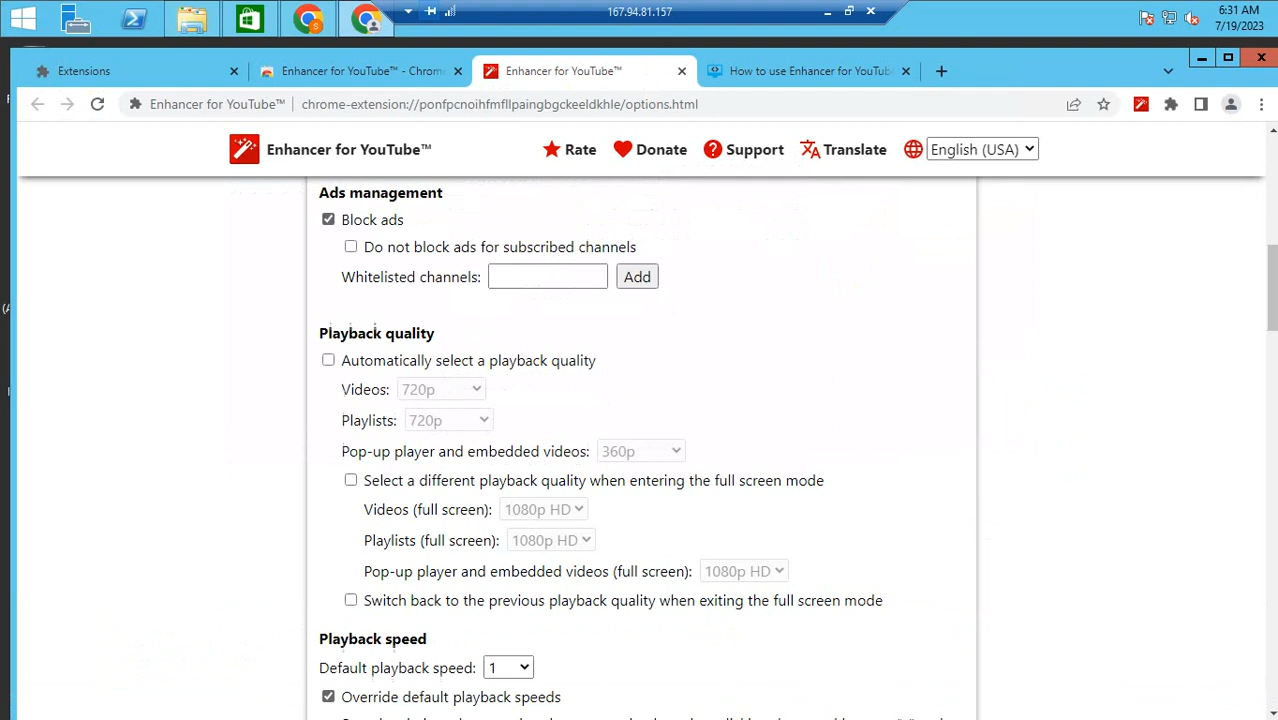 167.94.81.157
6:31 AM
7/19/2023
Extensions
Enhancer for YouTube™ - Chrom
Enhancer for YouTube™
How to use Enhancer for YouTub
Enhancer for YouTube™ | chrome-extension://ponfpcnoihfmfllpaingbgckeeldkhle/options.html
Enhancer for YouTube™
Rate
Donate
Support
Translate
English (USA)
Ads management
Block ads
Do not block ads for subscribed channels
Whitelisted channels: Add
Playback quality
Automatically select a playback quality
Videos: 720p
Playlists: 720p
Pop-up player and embedded videos: 360p
Select a different playback quality when entering the full screen mode
Videos (full screen): 1080p HD
Playlists (full screen): 1080p HD
Pop-up player and embedded videos (full screen): 1080p HD
Switch back to the previous playback quality when exiting the full screen mode
Playback speed
Default playback speed: 1
Override default playback speeds